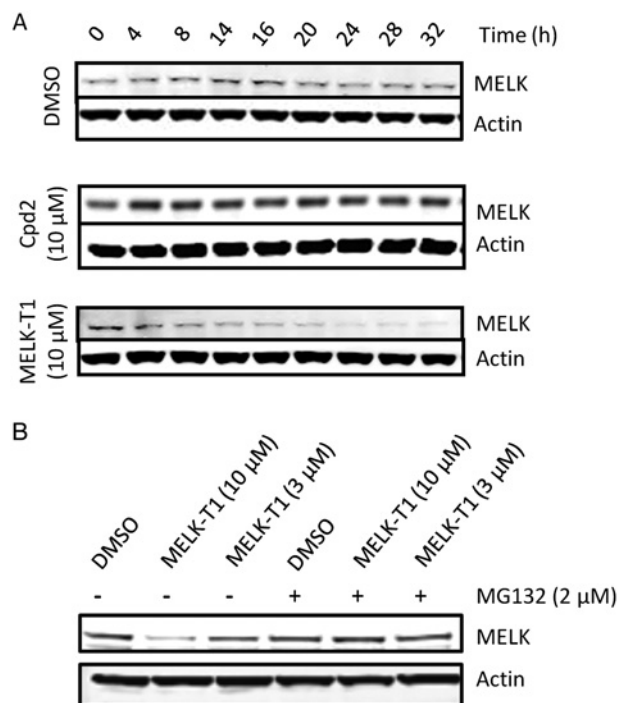 A
0 4 8 14 16 20 24 28 32 Time (h)
DMSO
MELK
Actin
Cpd2
(10 µM)
MELK
Actin
MELK-T1
(10 µM)
MELK
Actin
B
DMSO
MELK-T1 (10 µM)
MELK-T1 (3 µM)
DMSO
MELK-T1 (10 µM)
MELK-T1 (3 µM)
- - - + + + MG132 (2 µM)
MELK
Actin